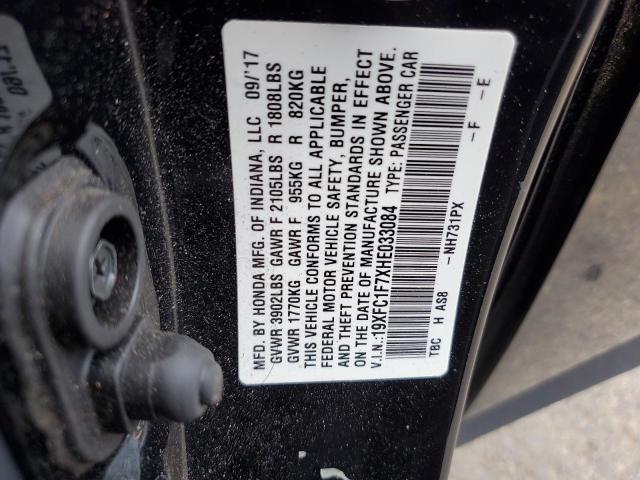 MFD. BY HONDA MFG. OF INDIANA, LLC 09/'17
GVWR 3902LBS GAWR F 2105LBS R 1808LBS
GVWR 1770KG GAWR F 955KG R 820KG
THIS VEHICLE CONFORMS TO ALL APPLICABLE
FEDERAL MOTOR VEHICLE SAFETY, BUMPER,
AND THEFT PREVENTION STANDARDS IN EFFECT
ON THE DATE OF MANUFACTURE SHOWN ABOVE.
V.I.N.:19XFC1F7XHE033084 TYPE: PASSENGER CAR
TBC H AS8 -NH731PX -F -E